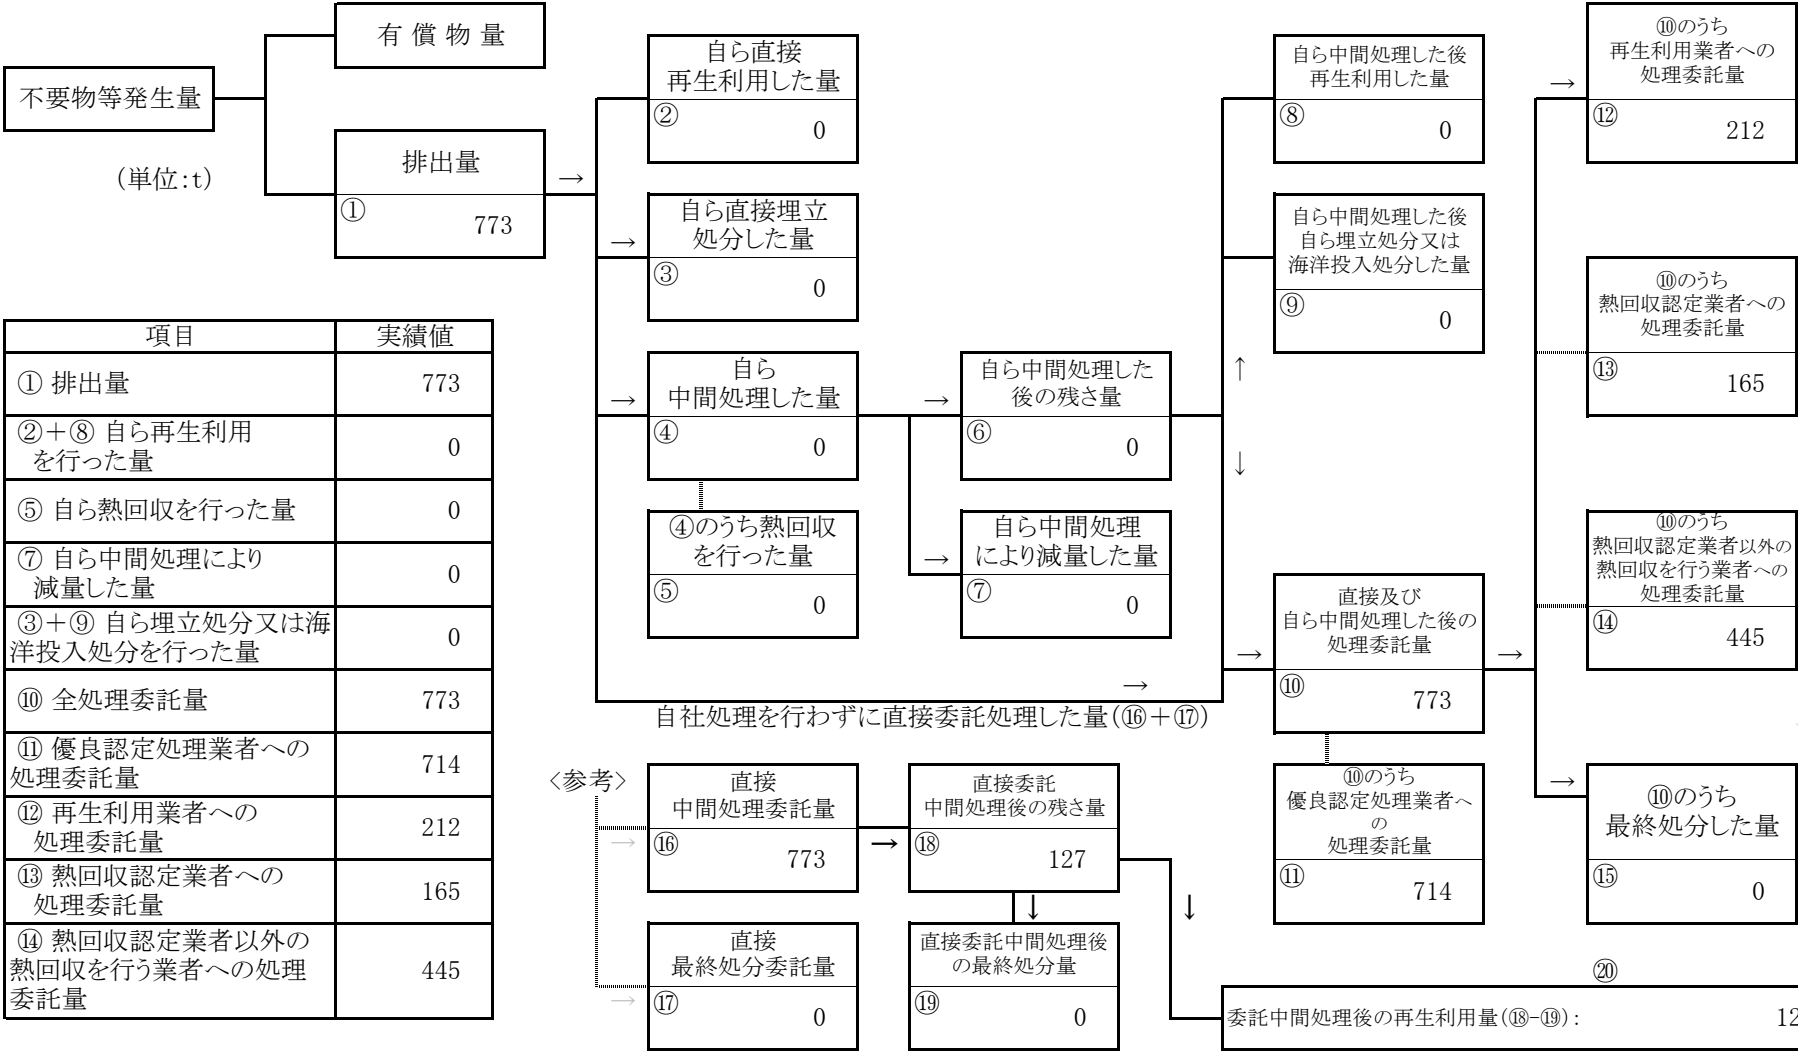 有 償 物 量
不要物等発生量
（単位：t）
排出量
①
773
→
自ら直接
再生利用した量
②
0
→
自ら直接埋立
処分した量
③
0
→
自ら
中間処理した量
④
0
④のうち熱回収
を行った量
⑤
0
→
自ら中間処理した
後の残さ量
⑥
0
→
自ら中間処理
により減量した量
⑦
0
自ら中間処理した後
再生利用した量
⑧
0
自ら中間処理した後
自ら埋立処分又は
海洋投入処分した量
⑨
0
↑
↓
→
直接及び
自ら中間処理した後の
処理委託量
⑩
773
→
⑩のうち
優良認定処理業者へ
の
処理委託量
⑪
714
→
⑩のうち
再生利用業者への
処理委託量
⑫
212
⑩のうち
熱回収認定業者への
処理委託量
⑬
165
⑩のうち
熱回収認定業者以外の
熱回収を行う業者への
処理委託量
⑭
445
→
⑩のうち
最終処分した量
⑮
0
→
自社処理を行わずに直接委託処理した量（⑯＋⑰）
〈参考〉
→
直接
中間処理委託量
⑯
773
→
直接委託
中間処理後の残さ量
⑱
127
→
直接
最終処分委託量
⑰
0
↓
直接委託中間処理後
の最終処分量
⑲
0
↓
⑳
委託中間処理後の再生利用量（⑱-⑲）：
12
項目 実績値
① 排出量 773
②＋⑧ 自ら再生利用
を行った量 0
⑤ 自ら熱回収を行った量 0
⑦ 自ら中間処理により
減量した量 0
③＋⑨ 自ら埋立処分又は海
洋投入処分を行った量 0
⑩ 全処理委託量 773
⑪ 優良認定処理業者への
処理委託量 714
⑫ 再生利用業者への
処理委託量 212
⑬ 熱回収認定業者への
処理委託量 165
⑭ 熱回収認定業者以外の
熱回収を行う業者への処理 445
委託量